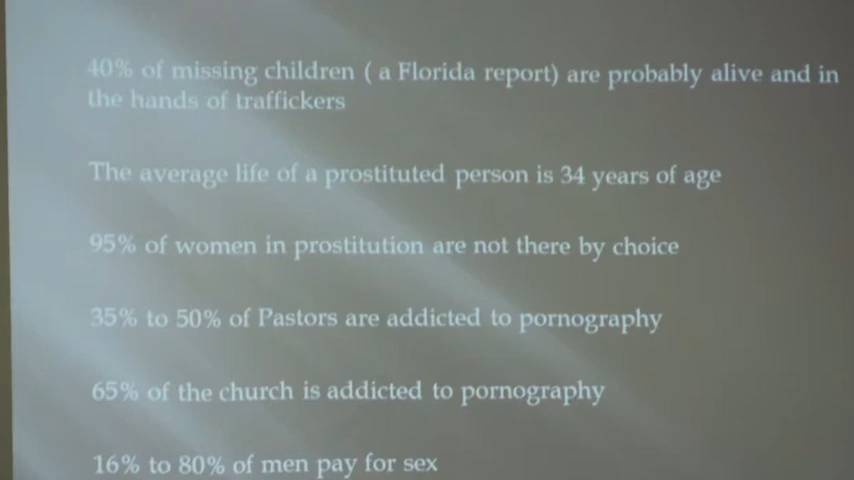 40% of missing children ( a Florida report) are probably alive and in
the hands of traffickers
The average life of a prostituted person is 34 years of age
95% of women in prostitution are not there by choice
35% to 50% of Pastors are addicted to pornography
65% of the church is addicted to pornography
16% to 80% of men pay for sex